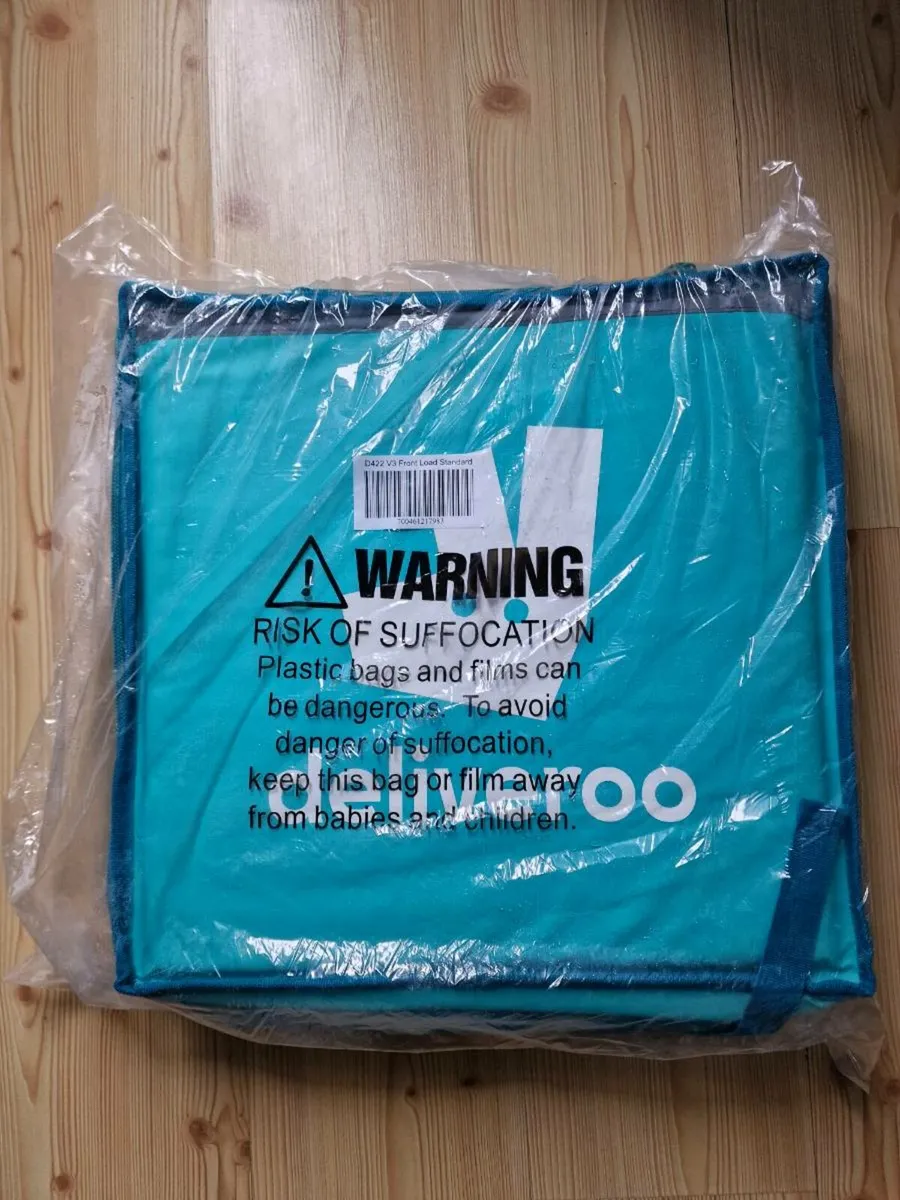 D422 V3 Front Load Standard
700461217983
! WARNING
RISK OF SUFFOCATION
Plastic bags and films can
be dangerous. To avoid
danger of suffocation,
keep this bag or film away
from babies and children.
deliveroo